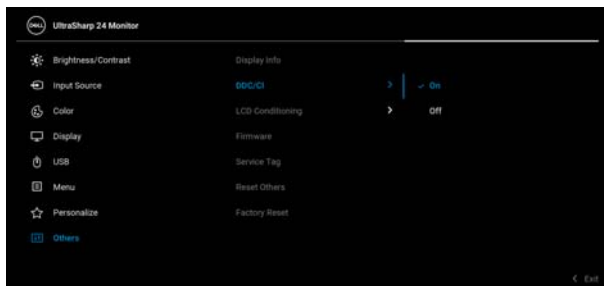 DELL UltraSharp 24 Monitor
Brightness/Contrast
Input Source
Color
Display
USB
Menu
Personalize
Others
Display Info
DDC/CI
LCD Conditioning
Firmware
Service Tag
Reset Others
Factory Reset
On
Off
Exit